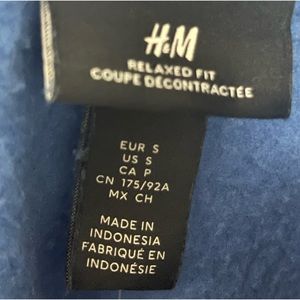 H&M
RELAXED FIT
COUPE DÉCONTRACTÉE
EUR S
US S
CA P
CN 175/92A
MX CH
MADE IN
INDONESIA
FABRIQUÉ EN
INDONÉSIE